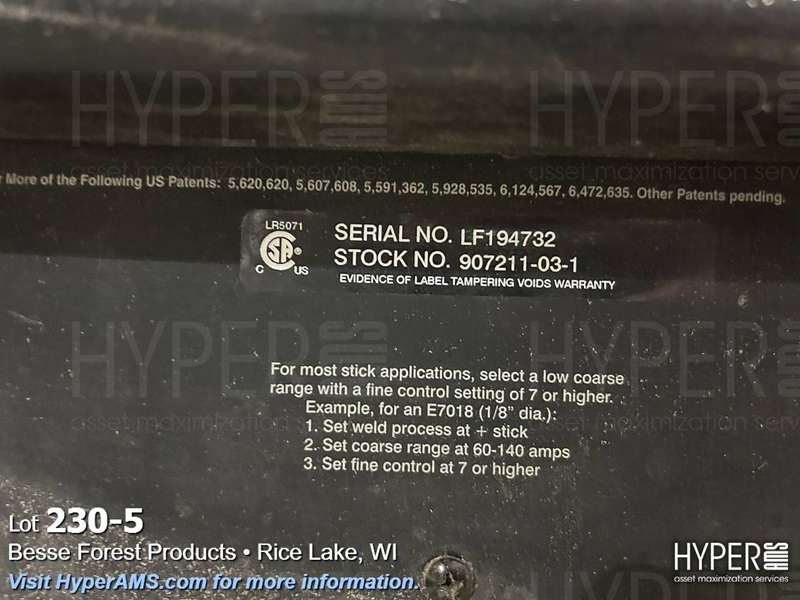 More of the Following US Patents: 5,620,620, 5,607,608, 5,591,362, 5,928,535, 6,124,567, 6,472,635. Other Patents pending.
LR5071
CSA®
C US
SERIAL NO. LF194732
STOCK NO. 907211-03-1
EVIDENCE OF LABEL TAMPERING VOIDS WARRANTY
For most stick applications, select a low coarse
range with a fine control setting of 7 or higher.
Example, for an E7018 (1/8" dia.):
1. Set weld process at + stick
2. Set coarse range at 60-140 amps
3. Set fine control at 7 or higher
Lot 230-5
Besse Forest Products • Rice Lake, WI
Visit HyperAMS.com for more information.
HYPER AMS
asset maximization services